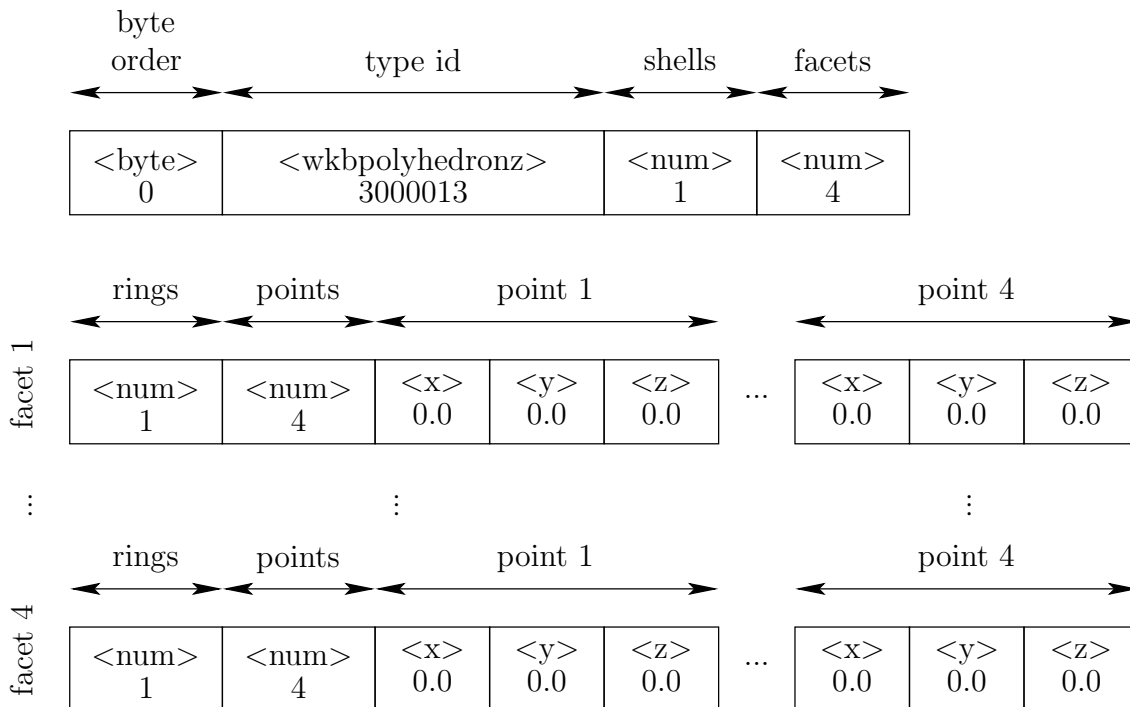 byte
order type id shells facets
<byte> <wkbpolyhedronz> <num> <num>
0 3000013 1 4
rings points point 1 point 4
facet 1
<num> <num> <x> <y> <z> ... <x> <y> <z>
1 4 0.0 0.0 0.0 0.0 0.0 0.0
... ⋮ ⋮
rings points point 1 point 4
facet 4
<num> <num> <x> <y> <z> ... <x> <y> <z>
1 4 0.0 0.0 0.0 0.0 0.0 0.0